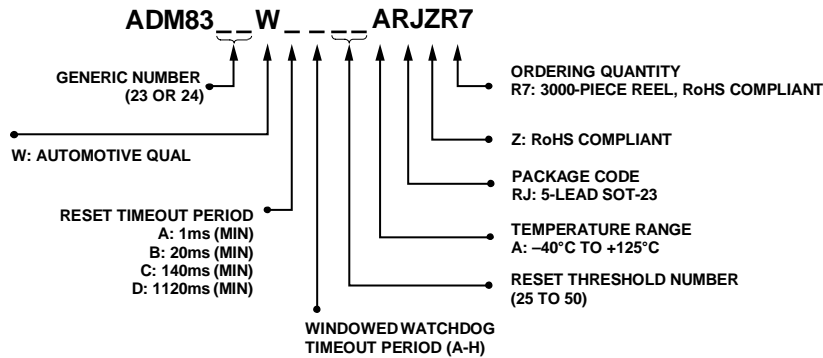 ADM83_ _ W _ _ _ _ ARJZR7
GENERIC NUMBER
(23 OR 24)
W: AUTOMOTIVE QUAL
RESET TIMEOUT PERIOD
A: 1ms (MIN)
B: 20ms (MIN)
C: 140ms (MIN)
D: 1120ms (MIN)
WINDOWED WATCHDOG
TIMEOUT PERIOD (A-H)
ORDERING QUANTITY
R7: 3000-PIECE REEL, RoHS COMPLIANT
Z: RoHS COMPLIANT
PACKAGE CODE
RJ: 5-LEAD SOT-23
TEMPERATURE RANGE
A: –40°C TO +125°C
RESET THRESHOLD NUMBER
(25 TO 50)